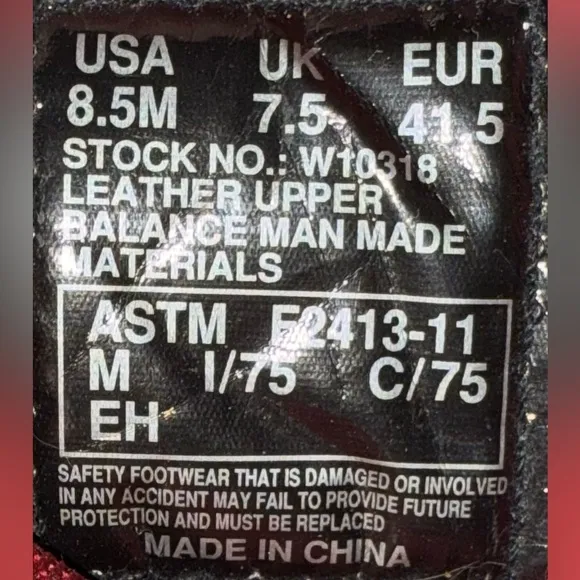 USA UK EUR
8.5M 7.5 41.5
STOCK NO.: W10318
LEATHER UPPER
BALANCE MAN MADE
MATERIALS
ASTM F2413-11
M I/75 C/75
EH
SAFETY FOOTWEAR THAT IS DAMAGED OR INVOLVED
IN ANY ACCIDENT MAY FAIL TO PROVIDE FUTURE
PROTECTION AND MUST BE REPLACED
MADE IN CHINA